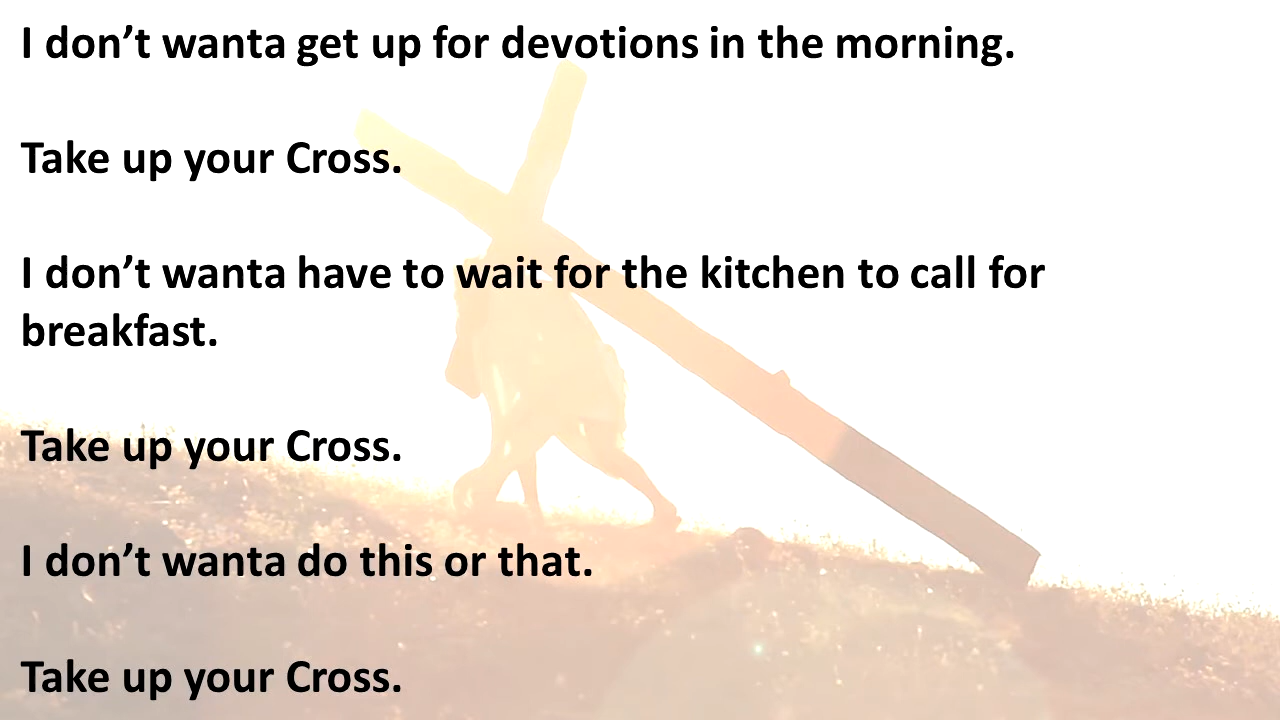 I don’t wanta get up for devotions in the morning.
Take up your Cross.
I don’t wanta have to wait for the kitchen to call for
breakfast.
Take up your Cross.
I don’t wanta do this or that.
Take up your Cross.